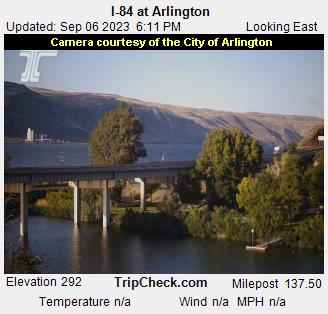 I-84 at Arlington
Updated: Sep 06 2023 6:11 PM Looking East
Camera courtesy of the City of Arlington
Elevation 292 TripCheck.com Milepost 137.50
Temperature n/a Wind n/a MPH n/a